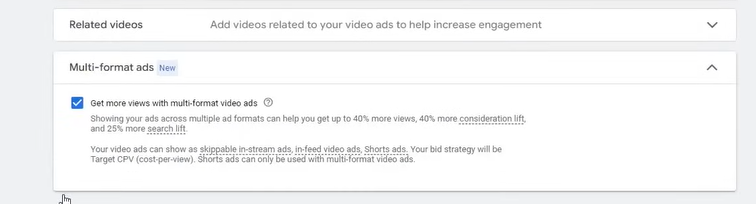 Related videos Add videos related to your video ads to help increase engagement
Multi-format ads New
Get more views with multi-format video ads
Showing your ads across multiple ad formats can help you get up to 40% more views, 40% more consideration lift,
and 25% more search lift.
Your video ads can show as skippable in-stream ads, in-feed video ads, Shorts ads. Your bid strategy will be
Target CPV (cost-per-view). Shorts ads can only be used with multi-format video ads.